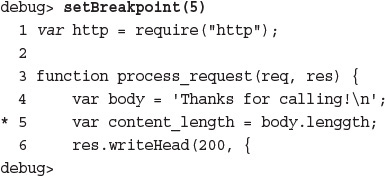 debug> setBreakpoint(5)
1 var http = require("http");
2
3 function process_request(req, res) {
4 var body = 'Thanks for calling!\n';
* 5 var content_length = body.lenggth;
6 res.writeHead(200, {
debug>